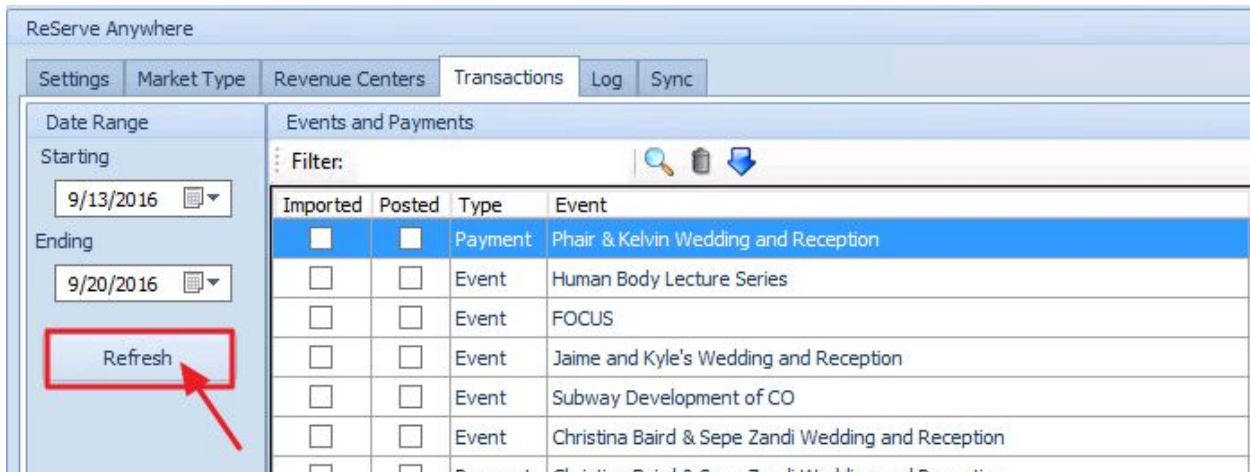 ReServe Anywhere
Settings Market Type Revenue Centers Transactions Log Sync
Date Range
Starting
9/13/2016
Ending
9/20/2016
Refresh
Events and Payments
Filter:
Imported Posted Type Event
Payment Phair & Kelvin Wedding and Reception
Event Human Body Lecture Series
Event FOCUS
Event Jaime and Kyle's Wedding and Reception
Event Subway Development of CO
Event Christina Baird & Sepe Zandi Wedding and Reception